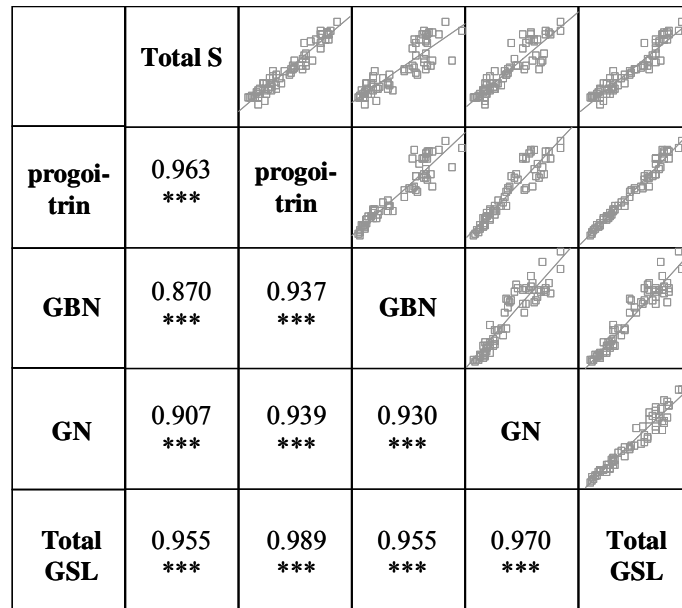 Total S
progoi-
trin
0.963
***
progoi-
trin
GBN
0.870
***
0.937
***
GBN
GN
0.907
***
0.939
***
0.930
***
GN
Total
GSL
0.955
***
0.989
***
0.955
***
0.970
***
Total
GSL